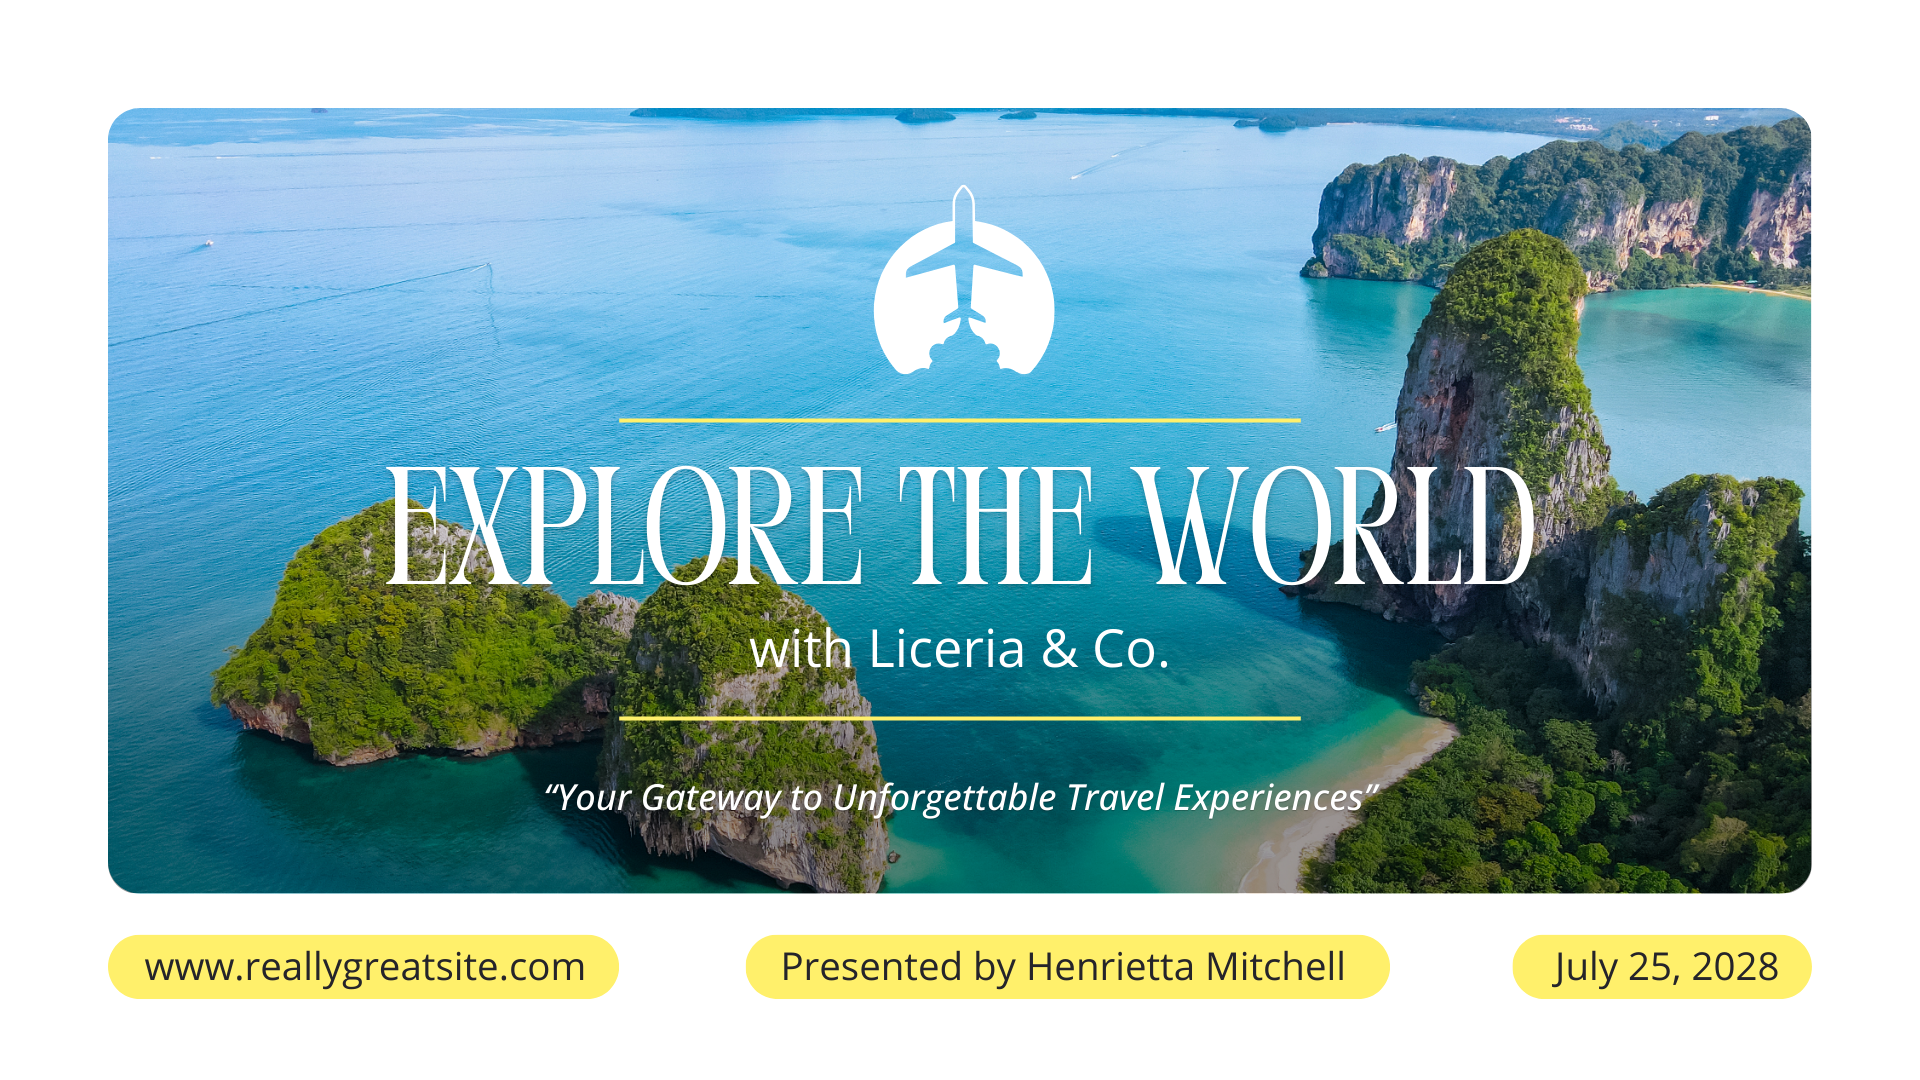 EXPLORE THE WORLD
with Liceria & Co.
“Your Gateway to Unforgettable Travel Experiences”
www.reallygreatsite.com
Presented by Henrietta Mitchell
July 25, 2028